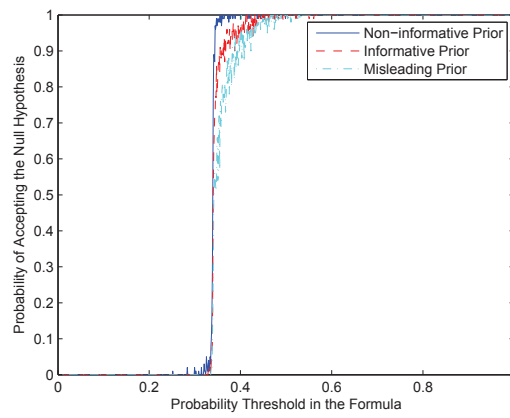 Probability of Accepting the Null Hypothesis
1
0.9
0.8
0.7
0.6
0.5
0.4
0.3
0.2
0.1
0
Non-informative Prior
Informative Prior
Misleading Prior
0 0.2 0.4 0.6 0.8
Probability Threshold in the Formula